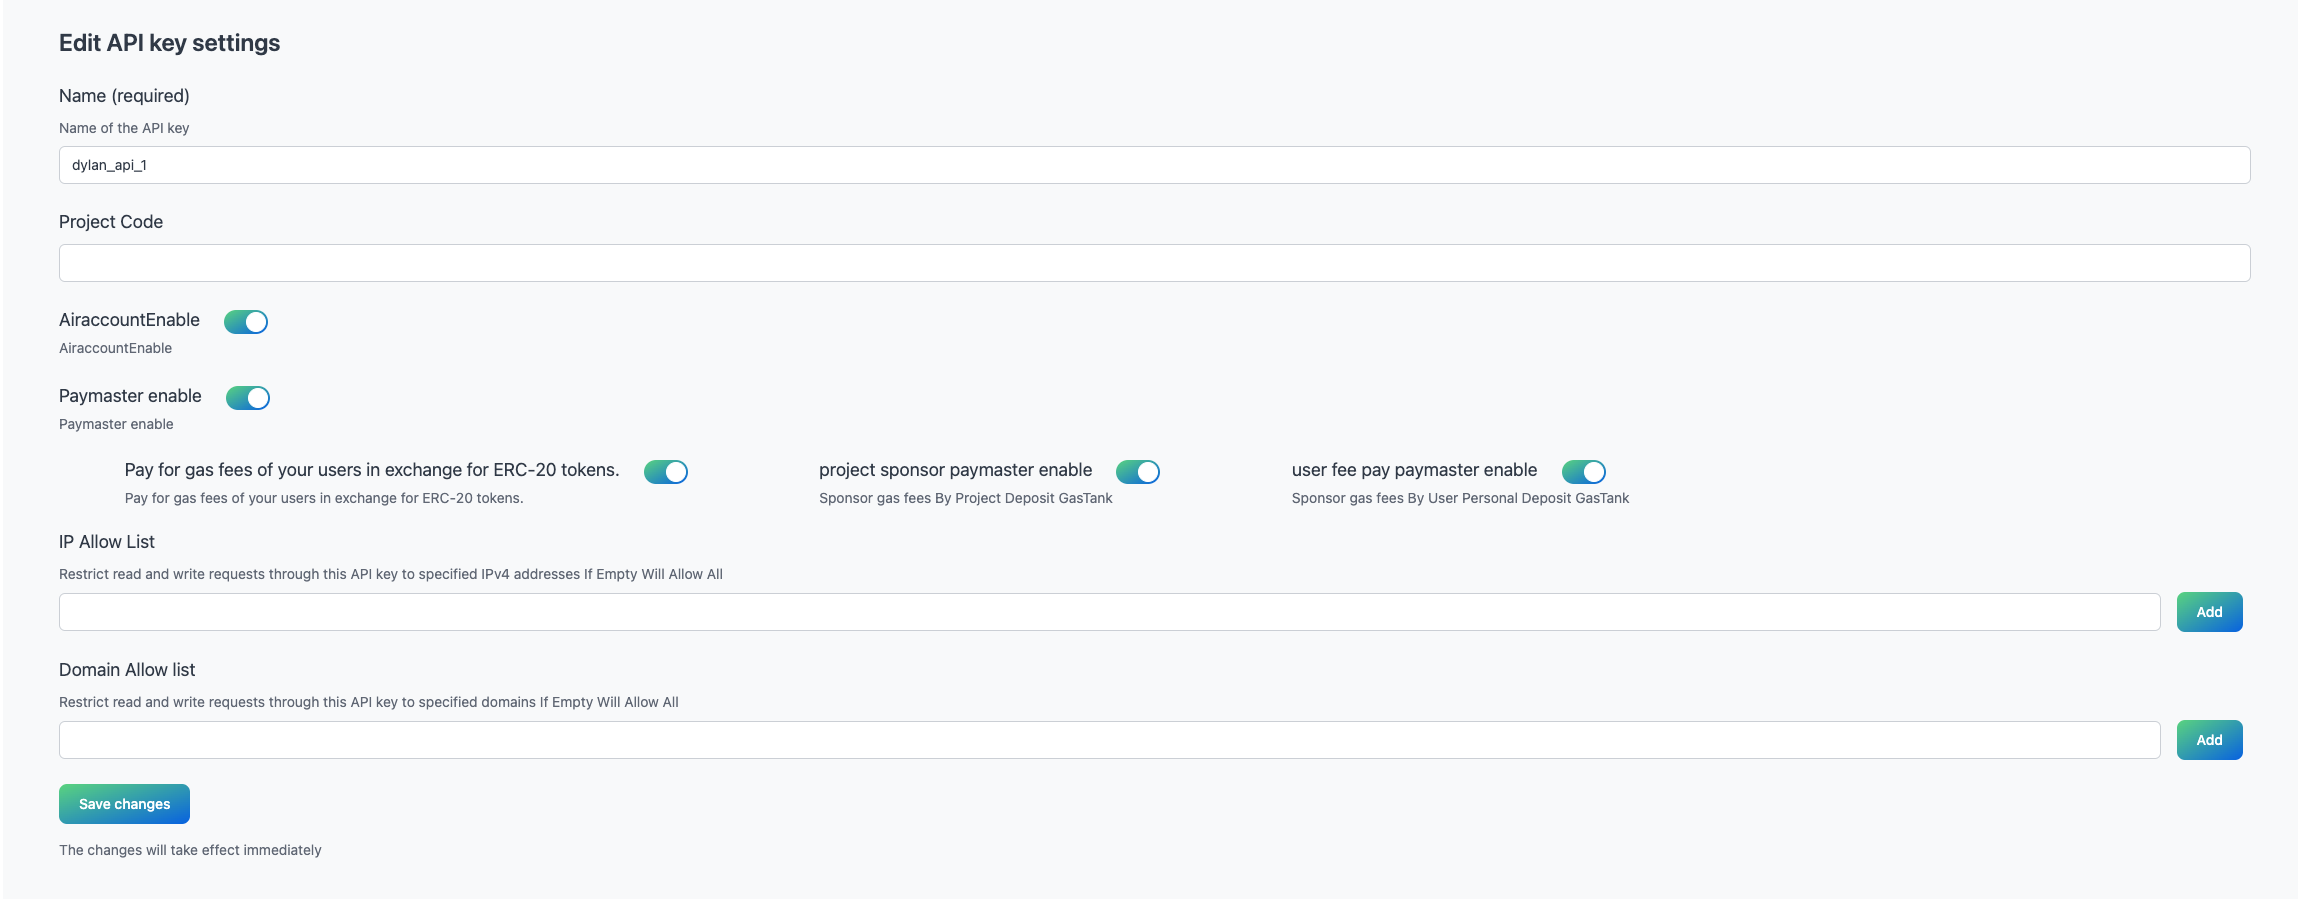 Edit API key settings
Name (required)
Name of the API key
dylan_api_1
Project Code
AiraccountEnable
AiraccountEnable
Paymaster enable
Paymaster enable
Pay for gas fees of your users in exchange for ERC-20 tokens.
Pay for gas fees of your users in exchange for ERC-20 tokens.
project sponsor paymaster enable
Sponsor gas fees By Project Deposit GasTank
user fee pay paymaster enable
Sponsor gas fees By User Personal Deposit GasTank
IP Allow List
Restrict read and write requests through this API key to specified IPv4 addresses If Empty Will Allow All
Add
Domain Allow list
Restrict read and write requests through this API key to specified domains If Empty Will Allow All
Add
Save changes
The changes will take effect immediately